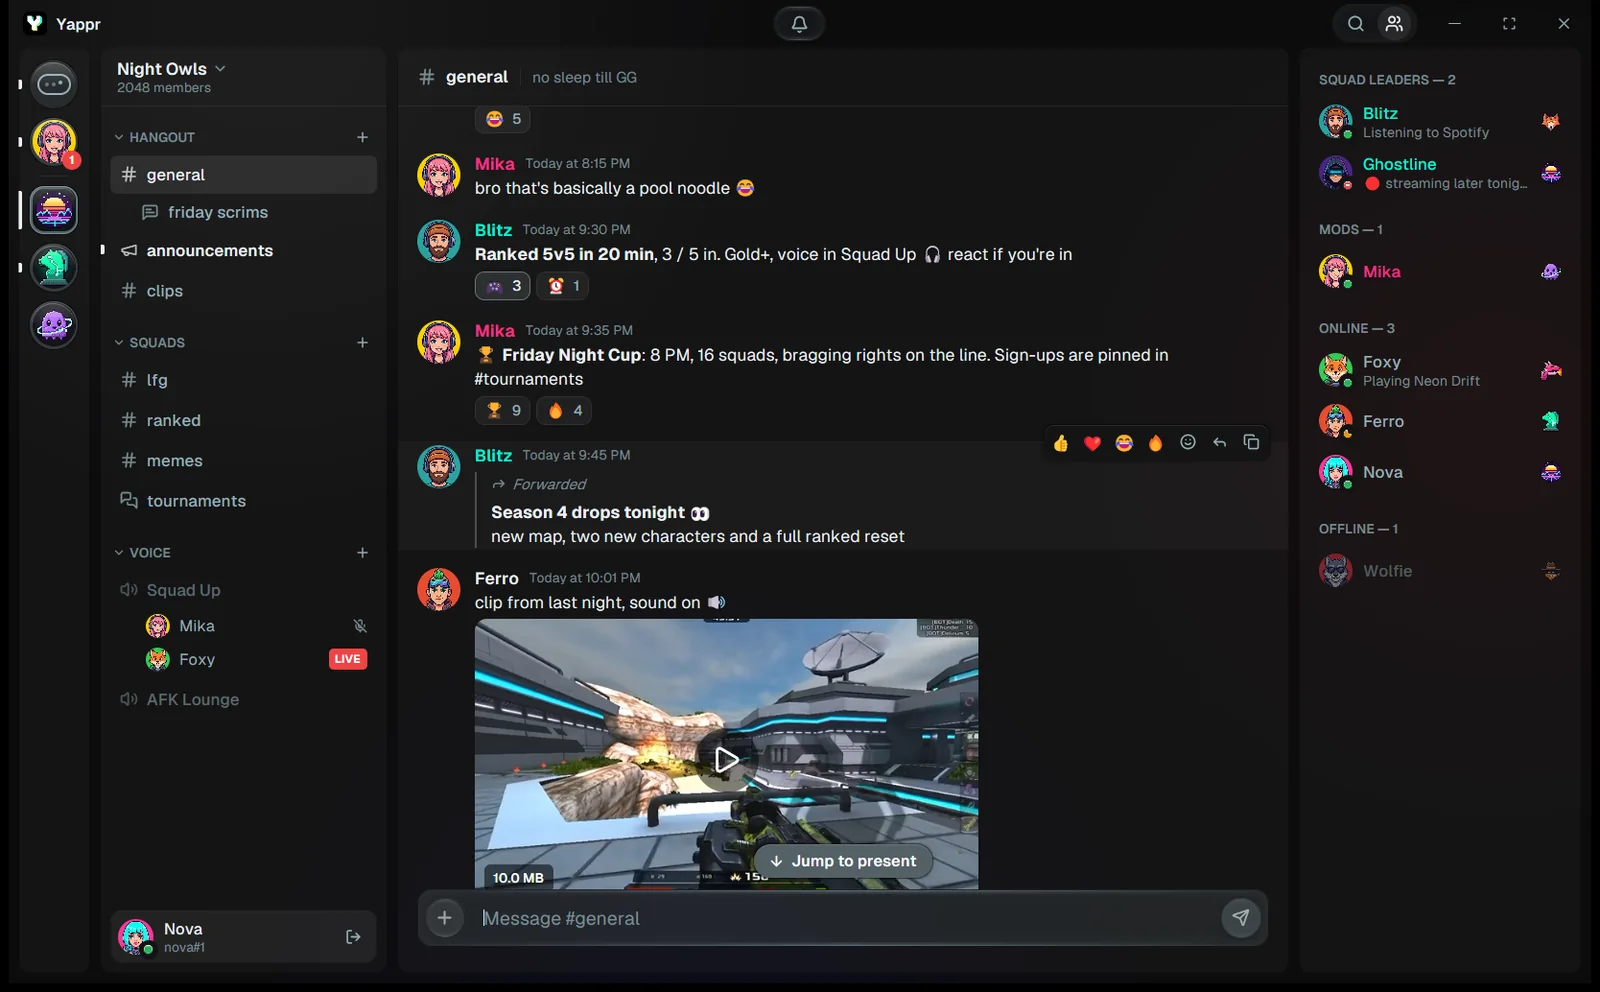 Yappr
Night Owls
2048 members
HANGOUT
general
friday scrims
announcements
clips
SQUADS
lfg
ranked
memes
tournaments
VOICE
Squad Up
Mika
Foxy
LIVE
AFK Lounge
Nova
nova#1
1
# general
no sleep till GG
😂 5
Mika Today at 8:15 PM
bro that's basically a pool noodle 😂
Blitz Today at 9:30 PM
Ranked 5v5 in 20 min, 3 / 5 in. Gold+, voice in Squad Up 🎧 react if you're in
🎮 3 ⏰ 1
Mika Today at 9:35 PM
🏆 Friday Night Cup: 8 PM, 16 squads, bragging rights on the line. Sign-ups are pinned in
#tournaments
🏆 9 🔥 4
Blitz Today at 9:45 PM
Forwarded
Season 4 drops tonight 👀
new map, two new characters and a full ranked reset
Ferro Today at 10:01 PM
clip from last night, sound on 🔊
10.0 MB
Jump to present
Message #general
SQUAD LEADERS — 2
Blitz
Listening to Spotify
Ghostline
🔴 streaming later tonig...
MODS — 1
Mika
ONLINE — 3
Foxy
Playing Neon Drift
Ferro
Nova
OFFLINE — 1
Wolfie